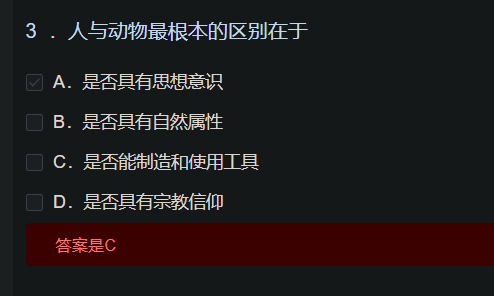 3 ．人与动物最根本的区别在于
A．是否具有思想意识
B．是否具有自然属性
C．是否能制造和使用工具
D．是否具有宗教信仰
答案是C